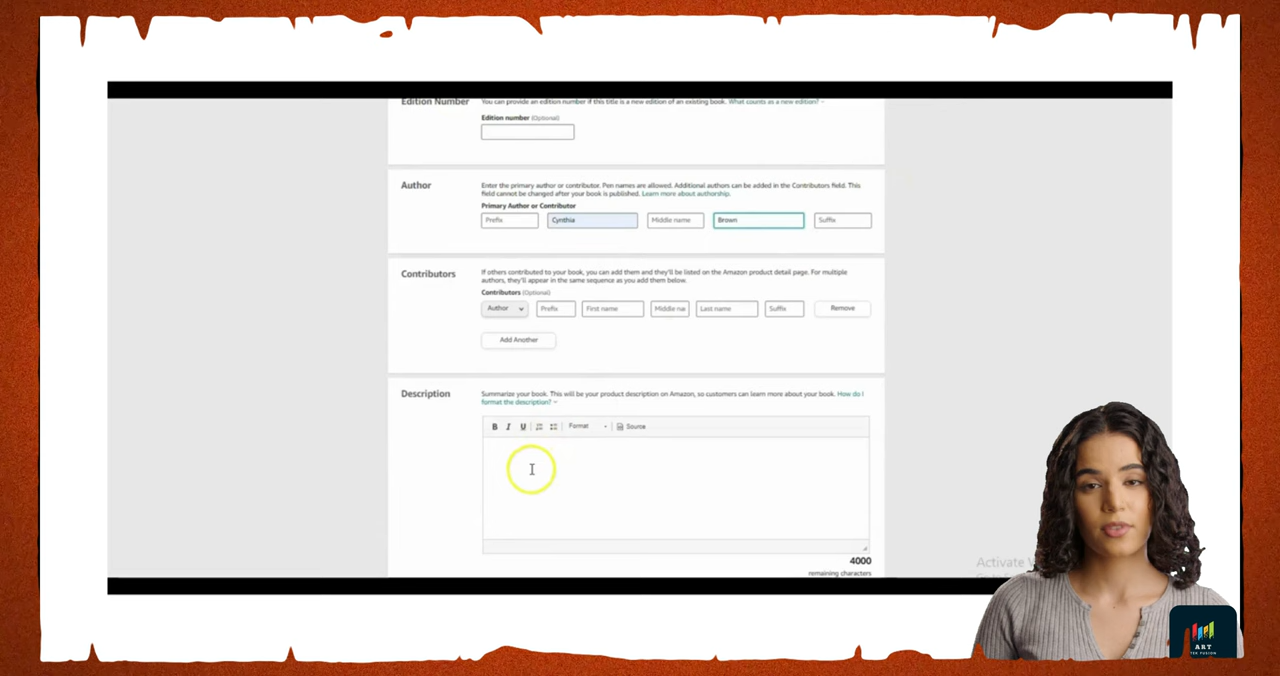 Edition Number
You can provide an edition number if this title is a new edition of an existing book. What counts as a new edition?
Edition number (Optional)
Author
Enter the primary author or contributor. Pen names are allowed. Additional authors can be added in the Contributors field. This
field cannot be changed after your book is published. Learn more about authorship.
Primary Author or Contributor
Prefix Cynthia Middle name Brown Suffix
Contributors
If others contributed to your book, you can add them and they'll be listed on the Amazon product detail page. For multiple
authors, they'll appear in the same sequence as you add them below.
Contributors (Optional)
Author Prefix First name Middle na Last name Suffix Remove
Add Another
Description
Summarize your book. This will be your product description on Amazon, so customers can learn more about your book. How do I
format the description?
B I U Format Source
4000
remaining characters
Activate
ART